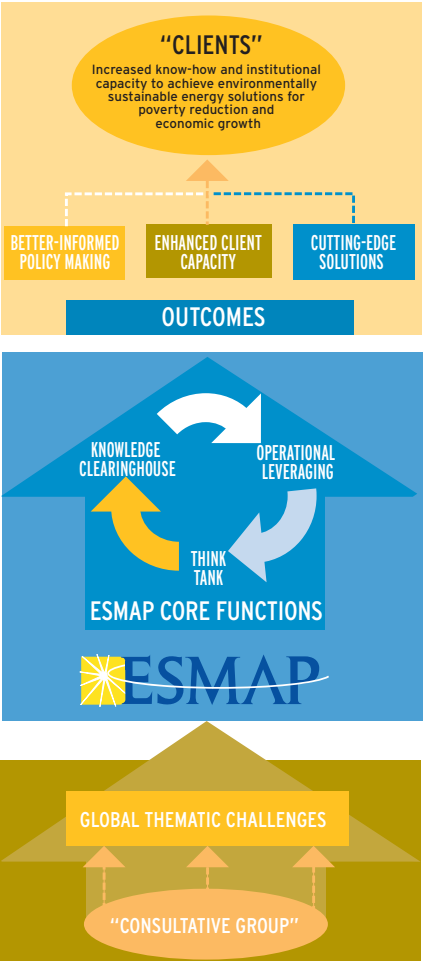 “CLIENTS”
Increased know-how and institutional
capacity to achieve environmentally
sustainable energy solutions for
poverty reduction and
economic growth
BETTER-INFORMED
POLICY MAKING
ENHANCED CLIENT
CAPACITY
CUTTING-EDGE
SOLUTIONS
OUTCOMES
KNOWLEDGE
CLEARINGHOUSE
OPERATIONAL
LEVERAGING
THINK
TANK
ESMAP CORE FUNCTIONS
ESMAP
GLOBAL THEMATIC CHALLENGES
“CONSULTATIVE GROUP”